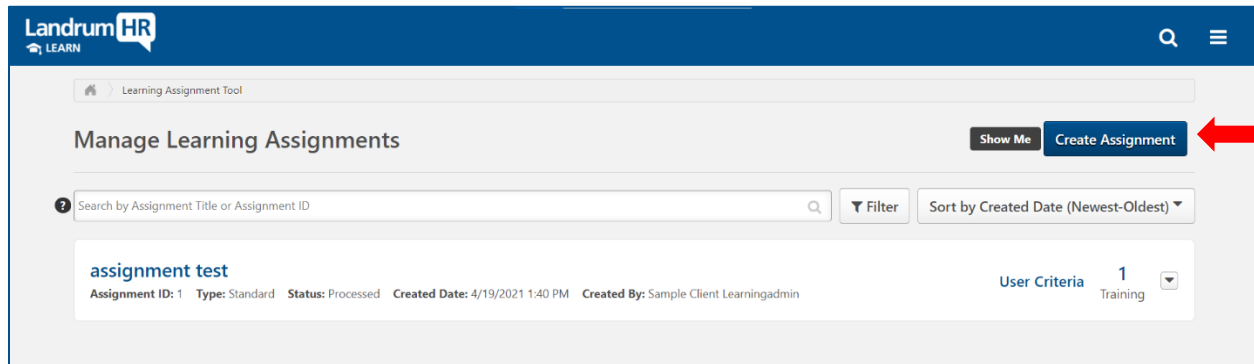 Landrum HR
LEARN
Learning Assignment Tool
Manage Learning Assignments
Show Me
Create Assignment
? Search by Assignment Title or Assignment ID
Filter
Sort by Created Date (Newest-Oldest)
assignment test
User Criteria
1
Training
Assignment ID: 1 Type: Standard Status: Processed Created Date: 4/19/2021 1:40 PM Created By: Sample Client Learningadmin